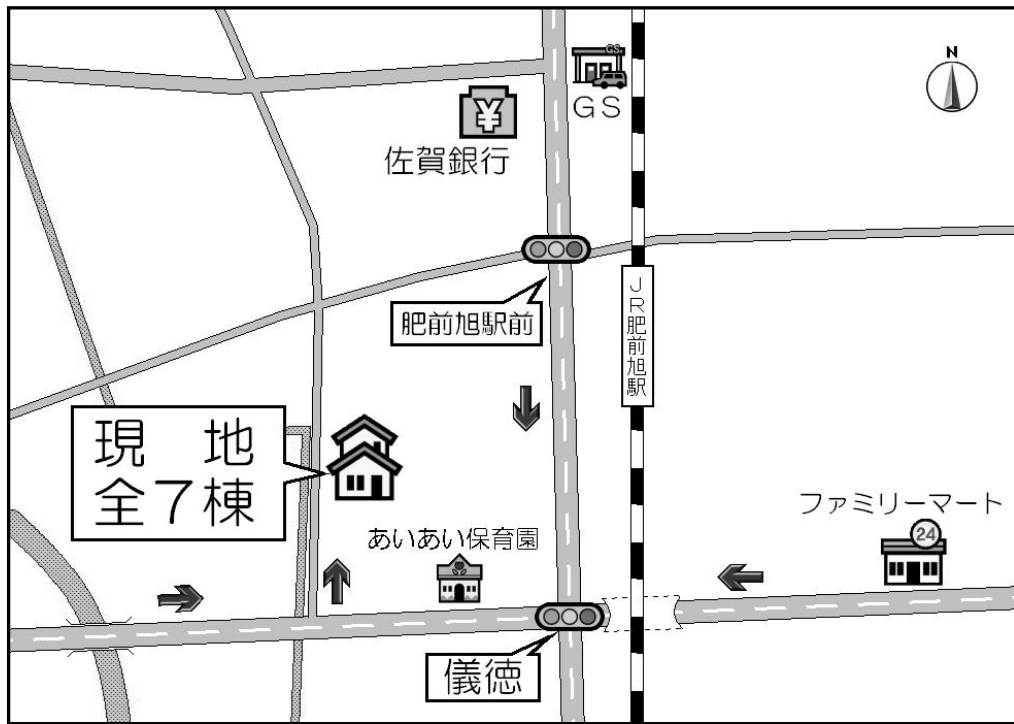 GS
N
¥
GS
佐賀銀行
肥前旭駅前
JR肥前旭駅
現 地
全7棟
ファミリーマート
24
あいあい保育園
儀徳